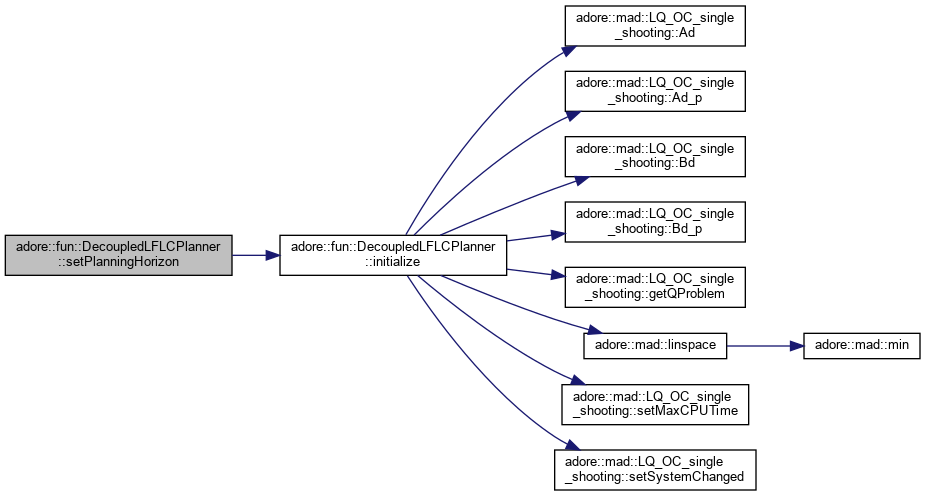 adore::fun::DecoupledLFLCPlanner
::setPlanningHorizon
adore::fun::DecoupledLFLCPlanner
::initialize
adore::mad::LQ_OC_single
_shooting::Ad
adore::mad::LQ_OC_single
_shooting::Ad_p
adore::mad::LQ_OC_single
_shooting::Bd
adore::mad::LQ_OC_single
_shooting::Bd_p
adore::mad::LQ_OC_single
_shooting::getQProblem
adore::mad::linspace
adore::mad::min
adore::mad::LQ_OC_single
_shooting::setMaxCPUTime
adore::mad::LQ_OC_single
_shooting::setSystemChanged